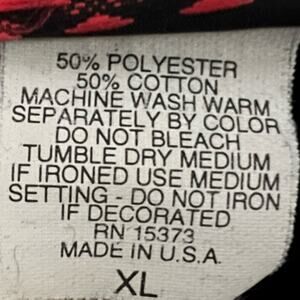 50% POLYESTER
50% COTTON
MACHINE WASH WARM
SEPARATELY BY COLOR
DO NOT BLEACH
TUMBLE DRY MEDIUM
IF IRONED USE MEDIUM
SETTING - DO NOT IRON
IF DECORATED
RN 15373
MADE IN U.S.A.
XL